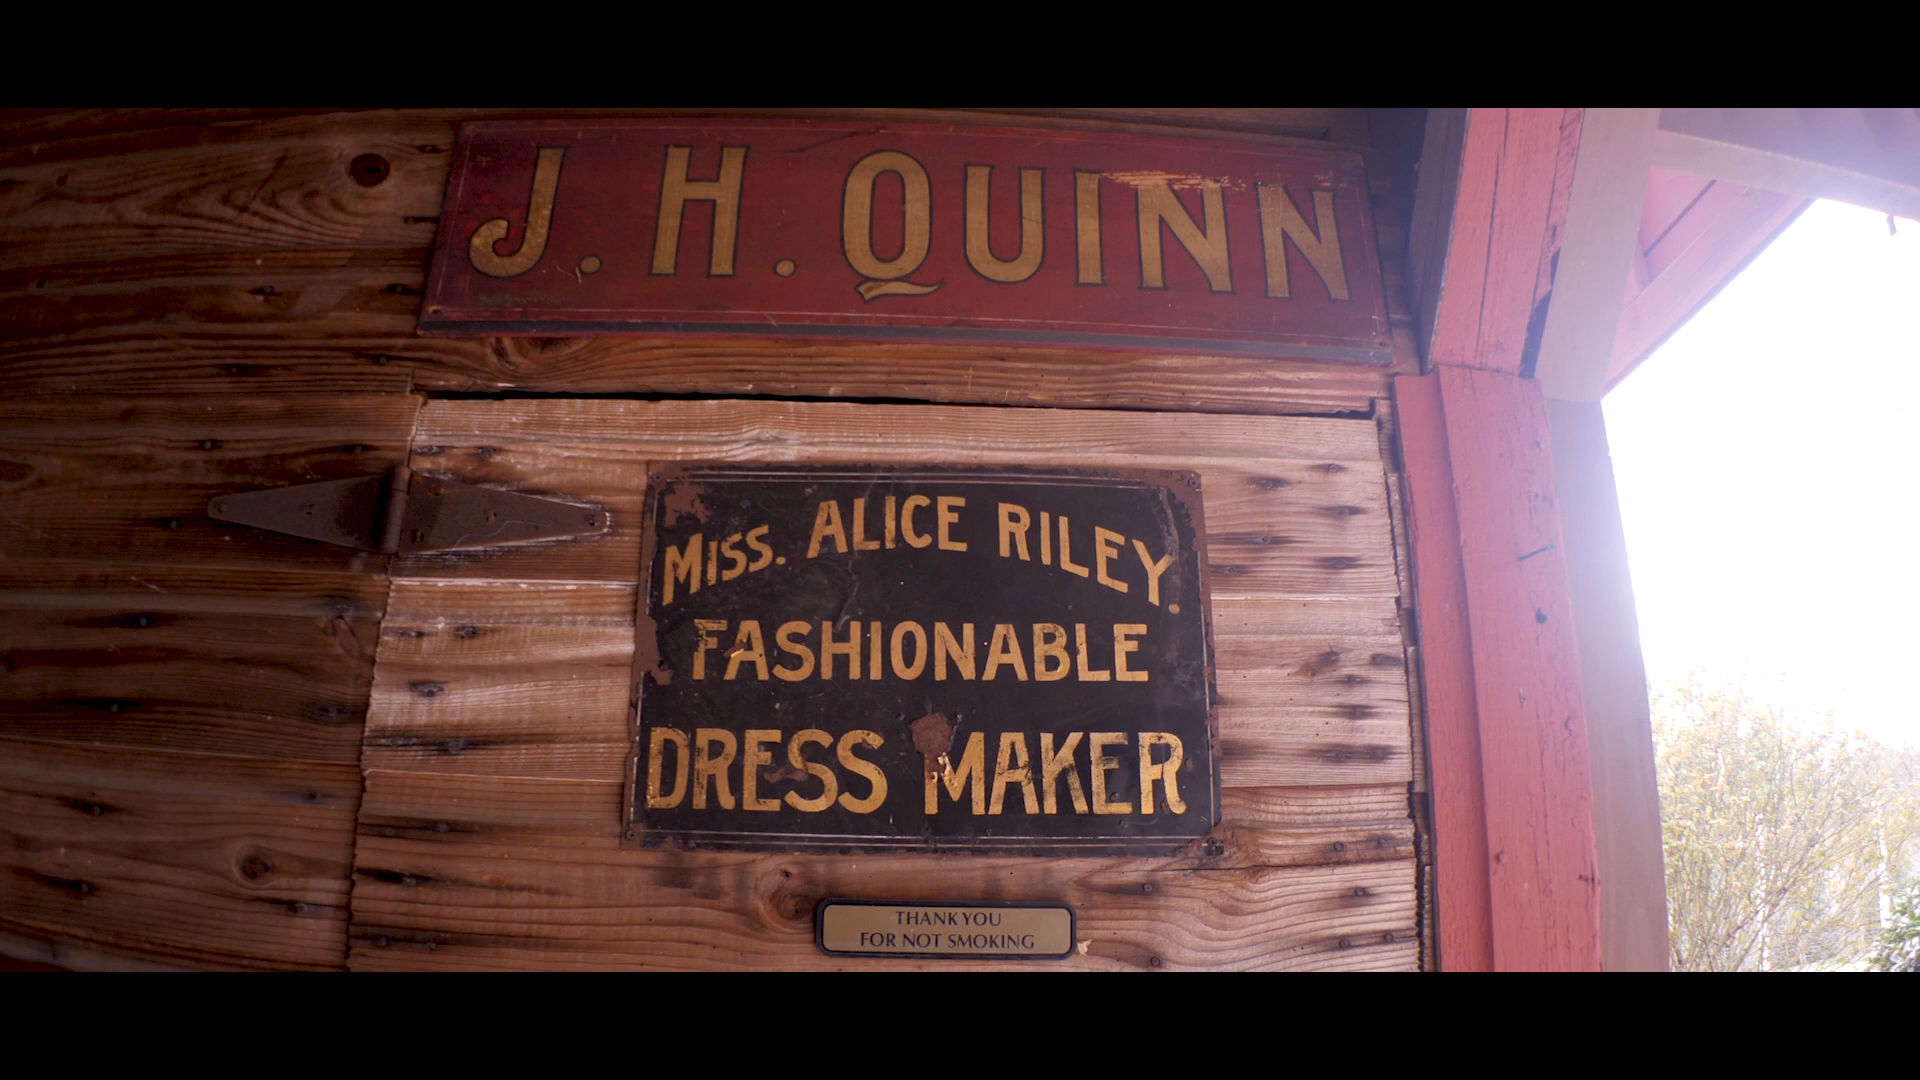 J. H. QUINN
MISS. ALICE RILEY.
FASHIONABLE
DRESS MAKER
THANK YOU
FOR NOT SMOKING